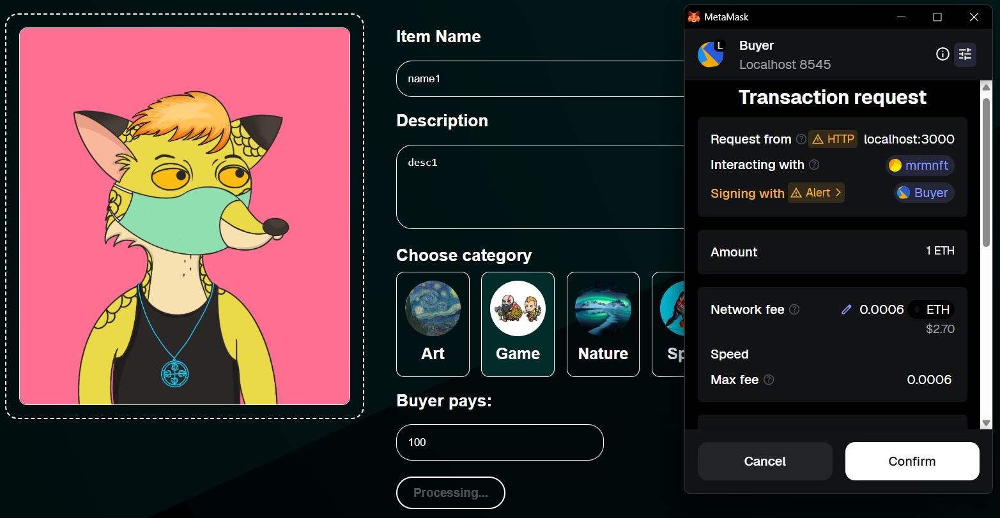 Item Name
name1
Description
desc1
Choose category
Art
Game
Nature
Sp
Buyer pays:
100
Processing...
MetaMask
L
Buyer
Localhost 8545
Transaction request
Request from HTTP localhost:3000
Interacting with mrmnft
Signing with Alert > Buyer
Amount 1 ETH
Network fee 0.0006 ETH
$2.70
Speed
Max fee 0.0006
Cancel
Confirm